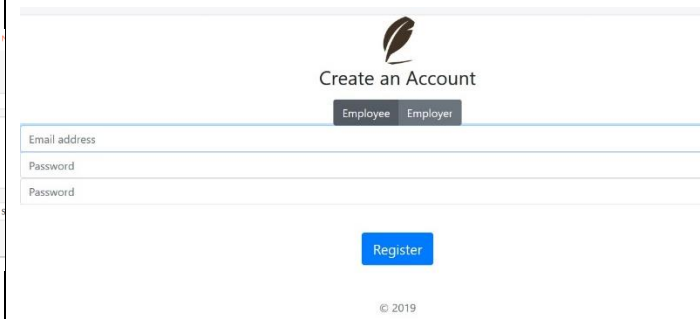 Create an Account
Employee Employer
Email address
Password
Password
Register
© 2019